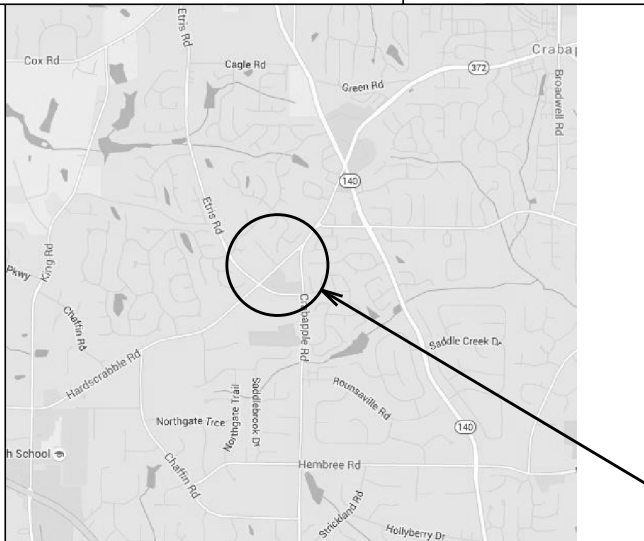 Etris Rd
Cox Rd
Cagle Rd
Green Rd
372
Crabap
Broadwell Rd
140
Etris Rd
King Rd
Pkwy
Chaffin Rd
Crabapple Rd
Saddle Creek Dr
Hardscrabble Rd
Rounsaville Rd
Northgate Trce
Northgate Trail
Saddlebrook Dr
140
h School
Chaffin Rd
Hembree Rd
Strickland Rd
Hollyberry Dr